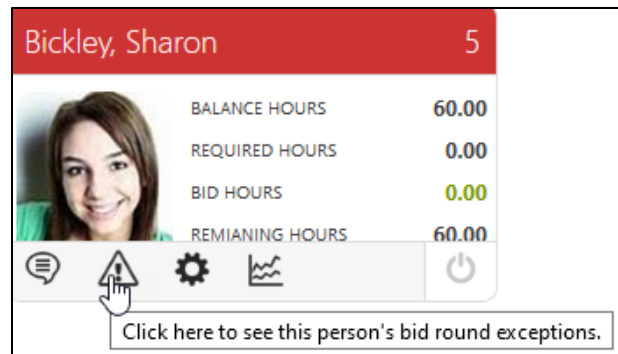 Bickley, Sharon 5
BALANCE HOURS 60.00
REQUIRED HOURS 0.00
BID HOURS 0.00
REMIANING HOURS 60.00
Click here to see this person's bid round exceptions.